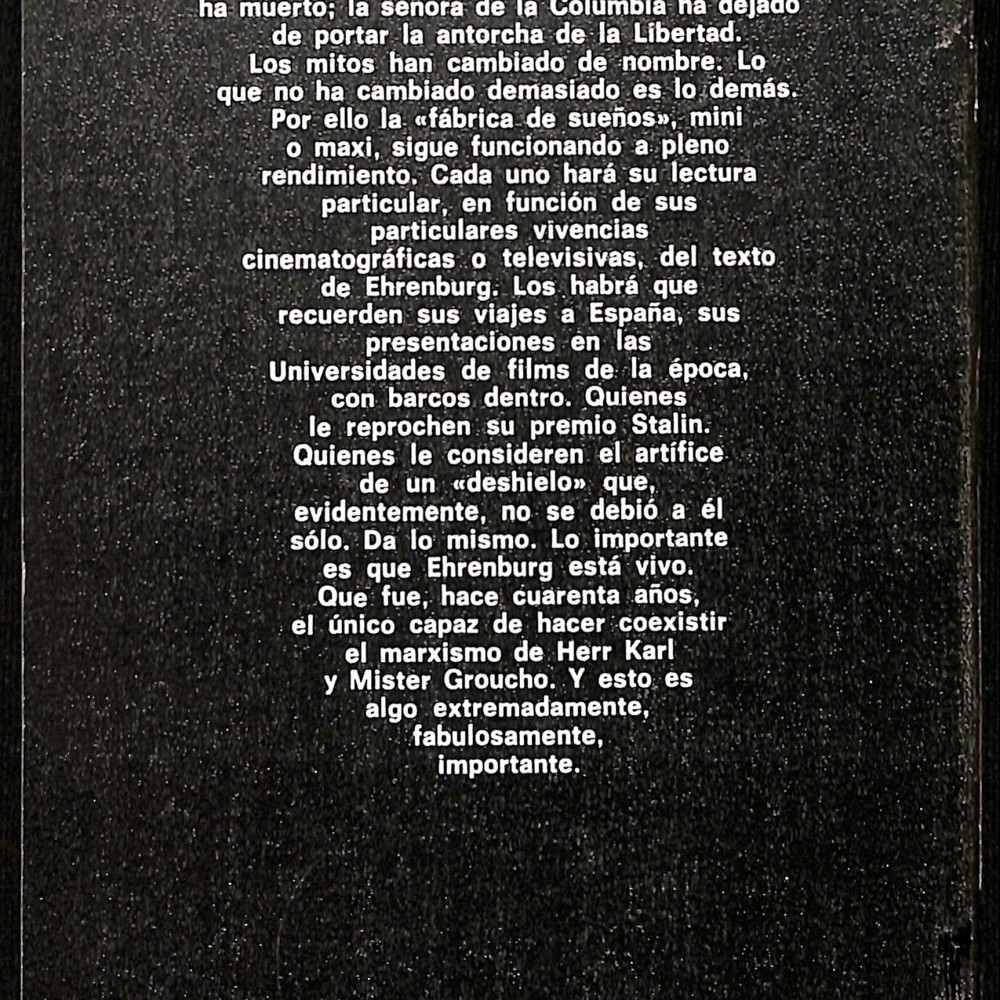 ha muerto; la señora de la Columbia ha dejado
de portar la antorcha de la Libertad.
Los mitos han cambiado de nombre. Lo
que no ha cambiado demasiado es lo demás.
Por ello la «fábrica de sueños», mini
o maxi, sigue funcionando a pleno
rendimiento. Cada uno hará su lectura
particular, en función de sus
particulares vivencias
cinematográficas o televisivas, del texto
de Ehrenburg. Los habrá que
recuerden sus viajes a España, sus
presentaciones en las
Universidades de films de la época,
con barcos dentro. Quienes
le reprochen su premio Stalin.
Quienes le consideren el artífice
de un «deshielo» que,
evidentemente, no se debió a él
sólo. Da lo mismo. Lo importante
es que Ehrenburg está vivo.
Que fue, hace cuarenta años,
el único capaz de hacer coexistir
el marxismo de Herr Karl
y Mister Groucho. Y esto es
algo extremadamente,
fabulosamente,
importante.